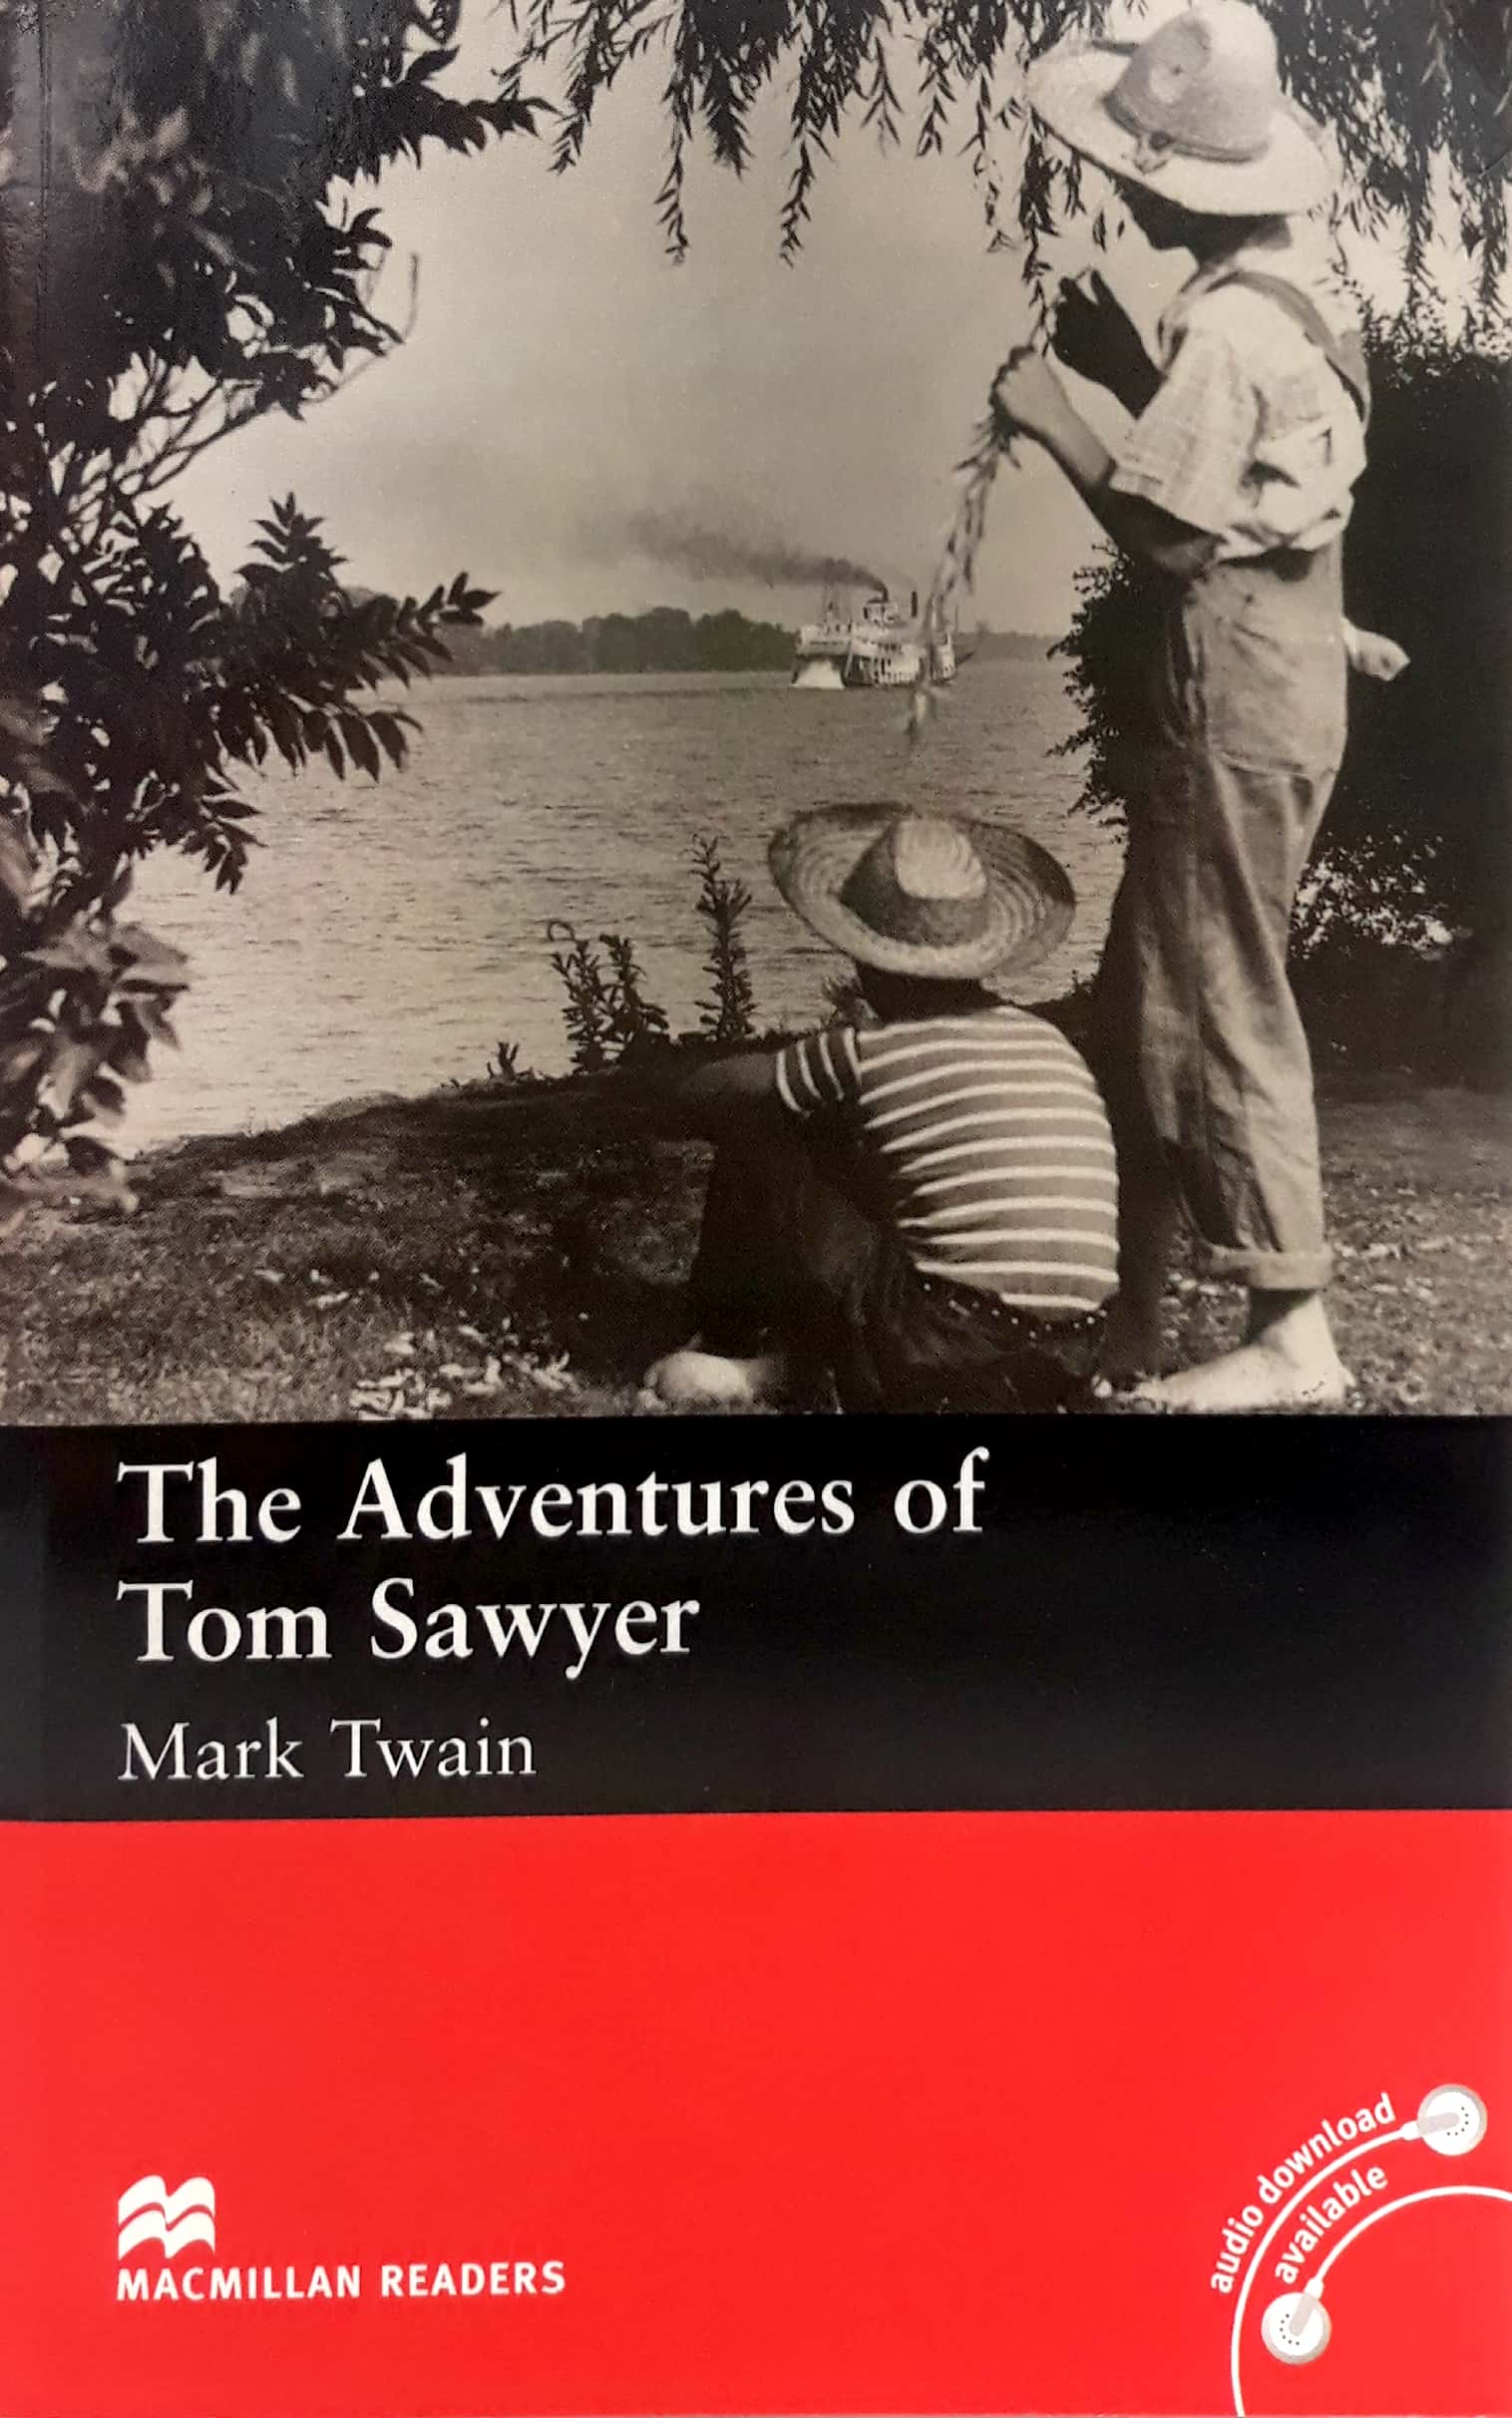 The Adventures of
Tom Sawyer
Mark Twain
MACMILLAN READERS
audio download
available